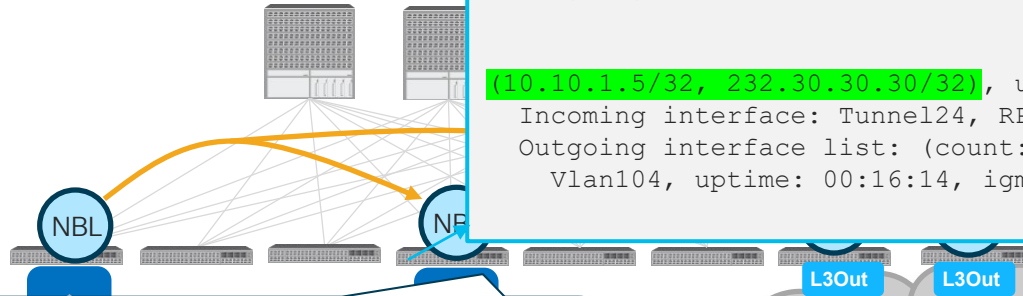 (10.10.1.5/32, 232.30.30.30/32), u
Incoming interface: Tunnel24, RP
Outgoing interface list: (count:
Vlan104, uptime: 00:16:14, igm
NBL
NB
L3Out
L3Out